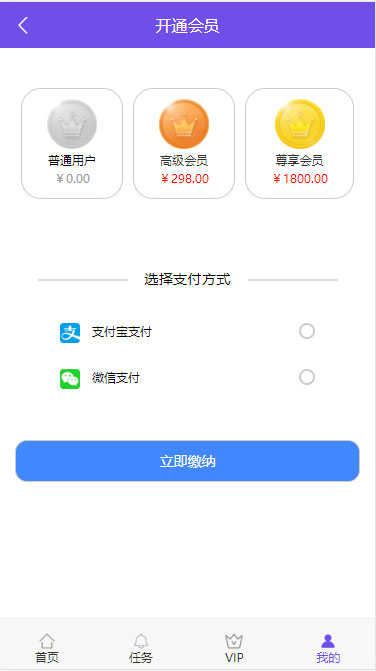 开通会员
普通用户
￥0.00
高级会员
￥298.00
尊享会员
￥1800.00
选择支付方式
支付宝支付
微信支付
立即缴纳
首页
任务
VIP
我的